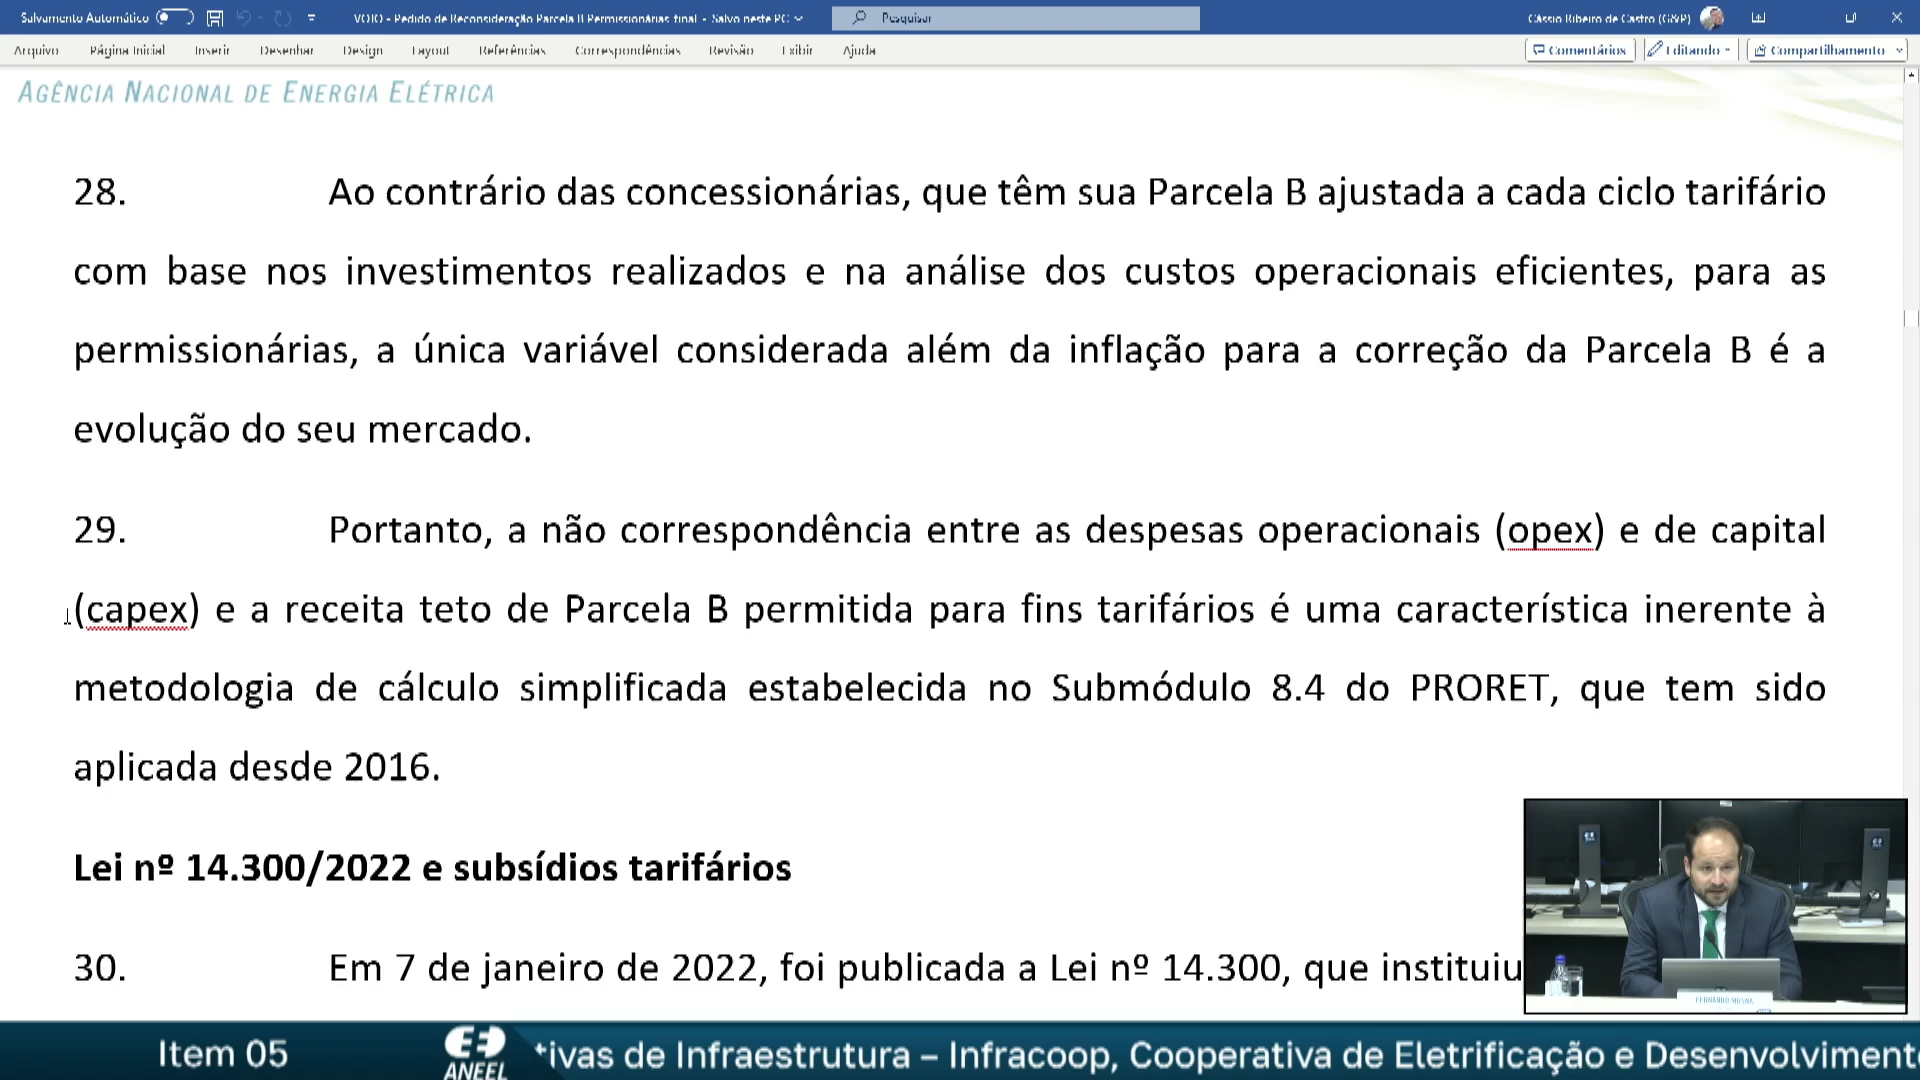 Salvamento Automático
VOTO - Pedido de Reconsideração Parcela B Permissionárias_final - Salvo neste PC
Pesquisar
Cássio Ribeiro de Castro (G&P)
Arquivo Página Inicial Inserir Desenhar Design Layout Referências Correspondências Revisão Exibir Ajuda
Comentários Editando Compartilhamento
AGÊNCIA NACIONAL DE ENERGIA ELÉTRICA
28. Ao contrário das concessionárias, que têm sua Parcela B ajustada a cada ciclo tarifário
com base nos investimentos realizados e na análise dos custos operacionais eficientes, para as
permissionárias, a única variável considerada além da inflação para a correção da Parcela B é a
evolução do seu mercado.
29. Portanto, a não correspondência entre as despesas operacionais (opex) e de capital
(capex) e a receita teto de Parcela B permitida para fins tarifários é uma característica inerente à
metodologia de cálculo simplificada estabelecida no Submódulo 8.4 do PRORET, que tem sido
aplicada desde 2016.
Lei nº 14.300/2022 e subsídios tarifários
30. Em 7 de janeiro de 2022, foi publicada a Lei nº 14.300, que instituiu
FERNANDO MOSNA
Item 05
ANEEL
tivas de Infraestrutura – Infracoop, Cooperativa de Eletrificação e Desenvolviment